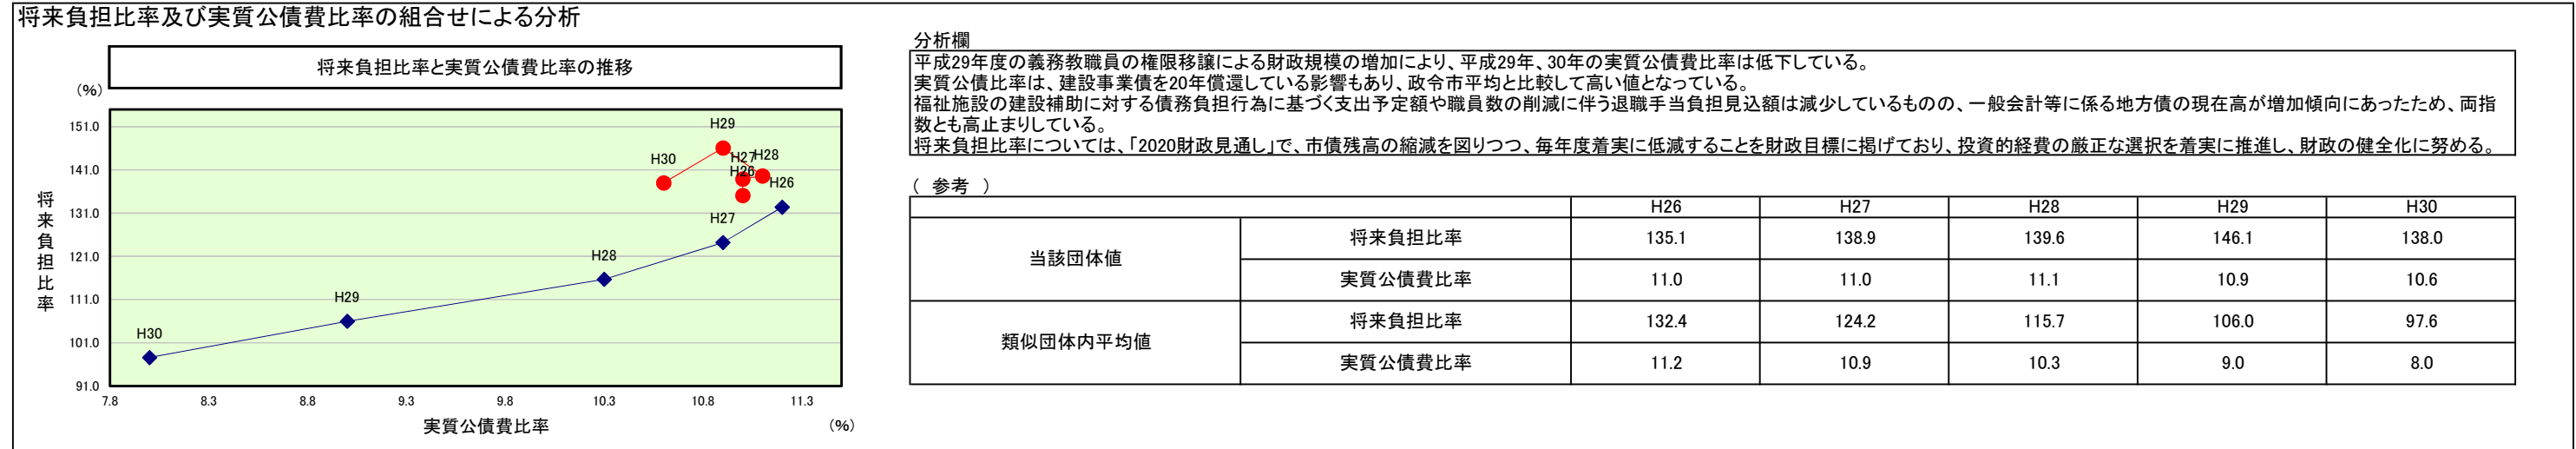 将来負担比率及び実質公債費比率の組合せによる分析
将来負担比率と実質公債費比率の推移
(%)
151.0
141.0
131.0
121.0
111.0
101.0
91.0
将来負担比率
H29
H30
H27
H28
H26
H26
H27
H28
H29
H30
7.8
8.3
8.8
9.3
9.8
10.3
10.8
11.3
実質公債費比率
(%)
分析欄
平成29年度の義務教職員の権限移譲による財政規模の増加により、平成29年、30年の実質公債費比率は低下している。
実質公債比率は、建設事業債を20年償還している影響もあり、政令市平均と比較して高い値となっている。
福祉施設の建設補助に対する債務負担行為に基づく支出予定額や職員数の削減に伴う退職手当負担見込額は減少しているものの、一般会計等に係る地方債の現在高が増加傾向にあったため、両指
数とも高止まりしている。
将来負担比率については、「2020財政見通し」で、市債残高の縮減を図りつつ、毎年度着実に低減することを財政目標に掲げており、投資的経費の厳正な選択を着実に推進し、財政の健全化に努める。
( 参考 )
H26 H27 H28 H29 H30
当該団体値
将来負担比率 135.1 138.9 139.6 146.1 138.0
実質公債費比率 11.0 11.0 11.1 10.9 10.6
類似団体内平均値
将来負担比率 132.4 124.2 115.7 106.0 97.6
実質公債費比率 11.2 10.9 10.3 9.0 8.0